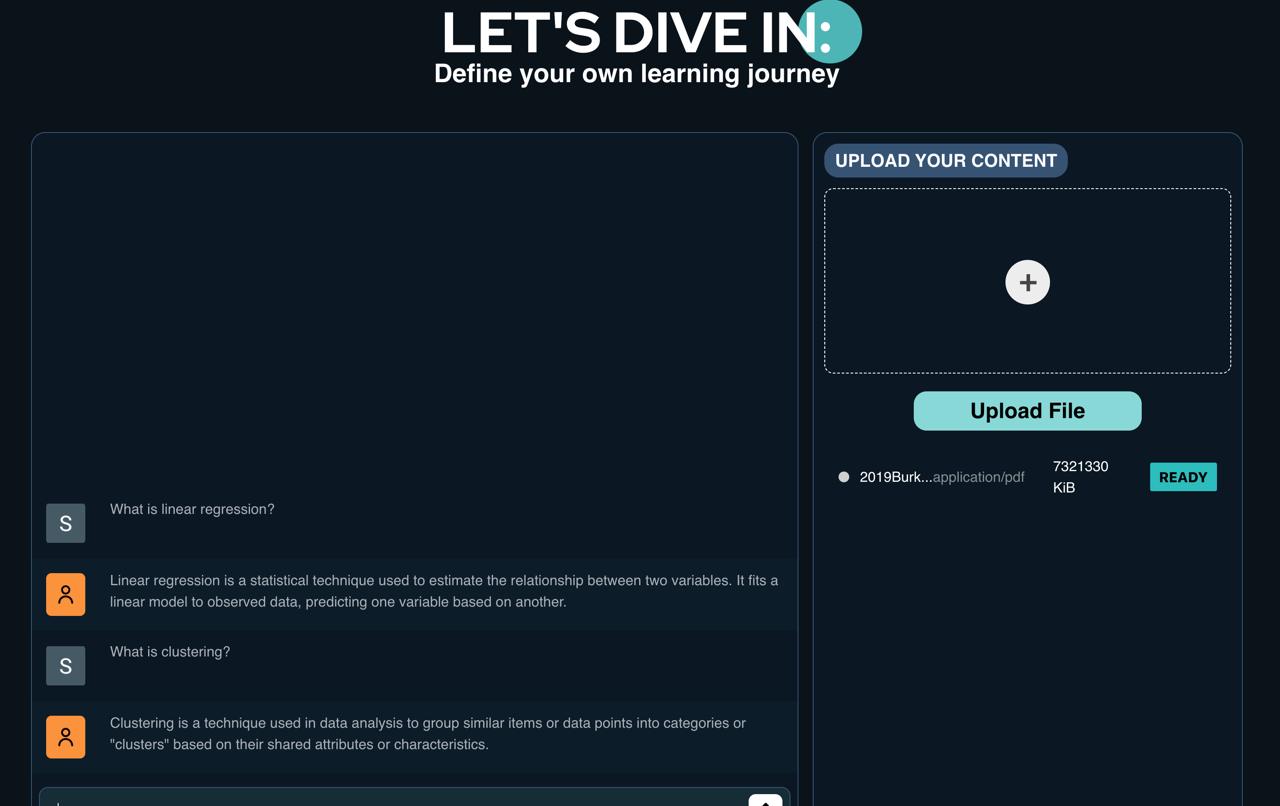 LET'S DIVE IN:
Define your own learning journey
S
What is linear regression?
Linear regression is a statistical technique used to estimate the relationship between two variables. It fits a
linear model to observed data, predicting one variable based on another.
S
What is clustering?
Clustering is a technique used in data analysis to group similar items or data points into categories or
"clusters" based on their shared attributes or characteristics.
UPLOAD YOUR CONTENT
+
Upload File
2019Burk...application/pdf
7321330
KiB
READY